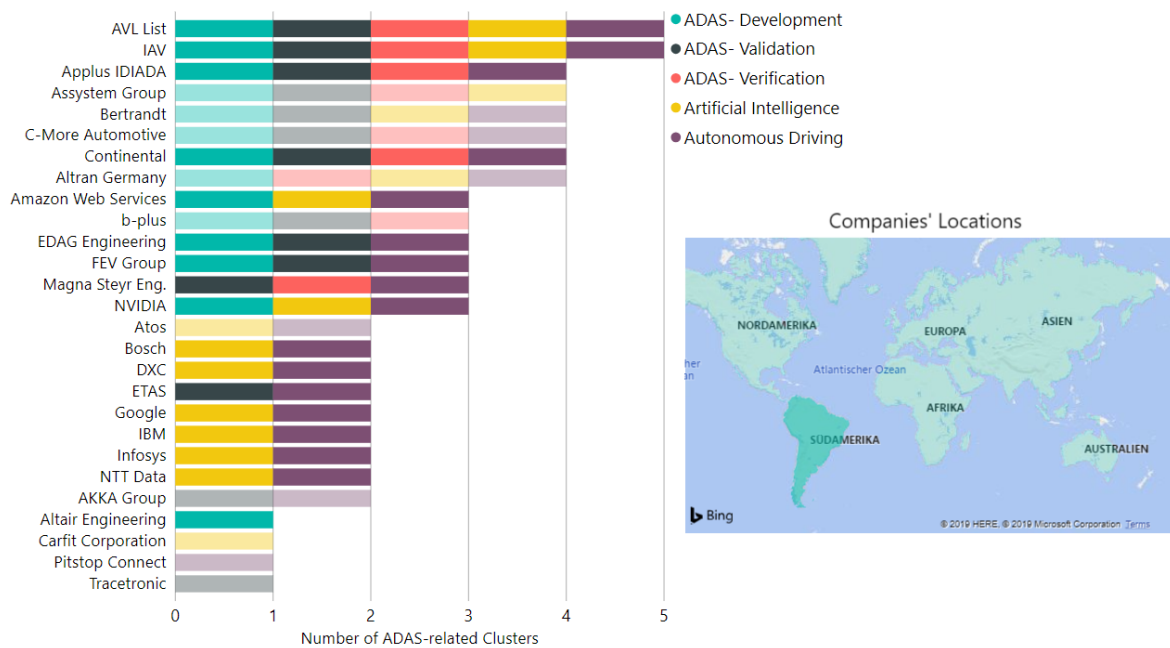 AVL List
IAV
Applus IDIADA
Assystem Group
Bertrandt
C-More Automotive
Continental
Altran Germany
Amazon Web Services
b-plus
EDAG Engineering
FEV Group
Magna Steyr Eng.
NVIDIA
Atos
Bosch
DXC
ETAS
Google
IBM
Infosys
NTT Data
AKKA Group
Altair Engineering
Carfit Corporation
Pitstop Connect
Tracetronic
0 1 2 3 4 5
Number of ADAS-related Clusters
ADAS- Development
ADAS- Validation
ADAS- Verification
Artificial Intelligence
Autonomous Driving
Companies' Locations
NORDAMERIKA
EUROPA
ASIEN
her
an
Atlantischer Ozean
AFRIKA
SÜDAMERIKA
AUSTRALIEN
Bing
© 2019 HERE, © 2019 Microsoft Corporation Terms